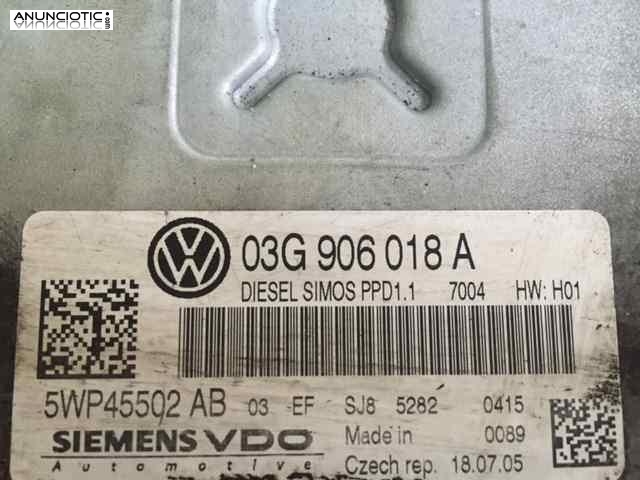 ANUNCIOTIC.com
03G 906 018 A
DIESEL SIMOS PPD1.1 7004 HW: H01
5WP45502 AB 03 EF SJ8 5282 0415
SIEMENS VDO Made in 0089
Automotive Czech rep. 18.07.05